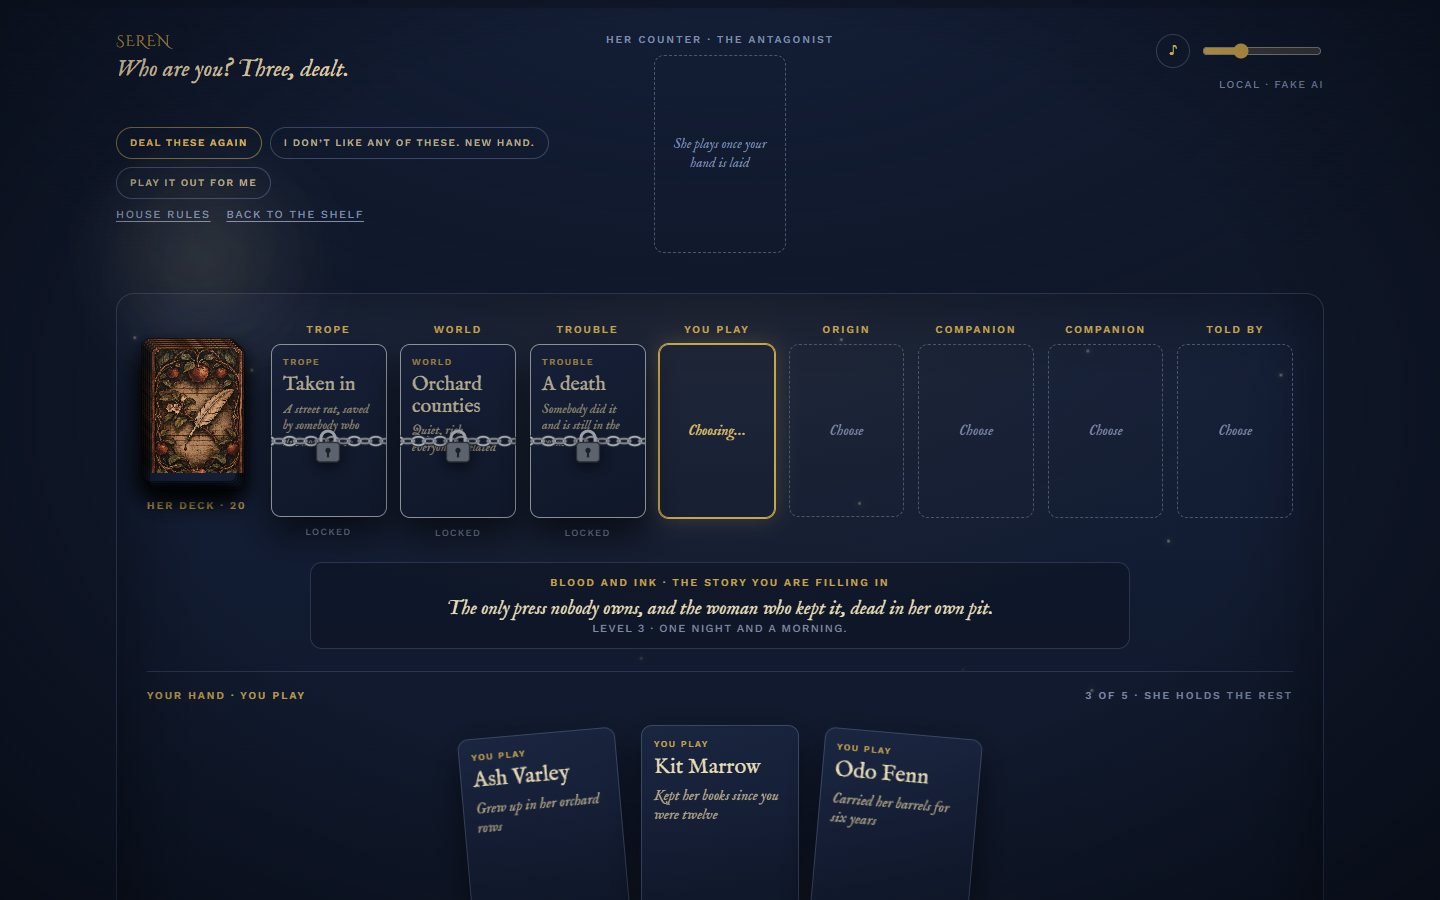 SEREN
Who are you? Three, dealt.
DEAL THESE AGAIN
I DON'T LIKE ANY OF THESE. NEW HAND.
PLAY IT OUT FOR ME
HOUSE RULES
BACK TO THE SHELF
HER COUNTER · THE ANTAGONIST
She plays once your
hand is laid
♪
LOCAL · FAKE AI
HER DECK · 20
TROPE
TROPE
Taken in
A street rat, saved
by somebody who
LOCKED
WORLD
WORLD
Orchard
counties
Quiet,
LOCKED
TROUBLE
TROUBLE
A death
Somebody did it
and is still in the
LOCKED
YOU PLAY
Choosing...
ORIGIN
Choose
COMPANION
Choose
COMPANION
Choose
TOLD BY
Choose
BLOOD AND INK · THE STORY YOU ARE FILLING IN
The only press nobody owns, and the woman who kept it, dead in her own pit.
LEVEL 3 · ONE NIGHT AND A MORNING.
YOUR HAND · YOU PLAY
3 OF 5 · SHE HOLDS THE REST
YOU PLAY
Ash Varley
Grew up in her orchard
rows
YOU PLAY
Kit Marrow
Kept her books since you
were twelve
YOU PLAY
Odo Fenn
Carried her barrels for
six years